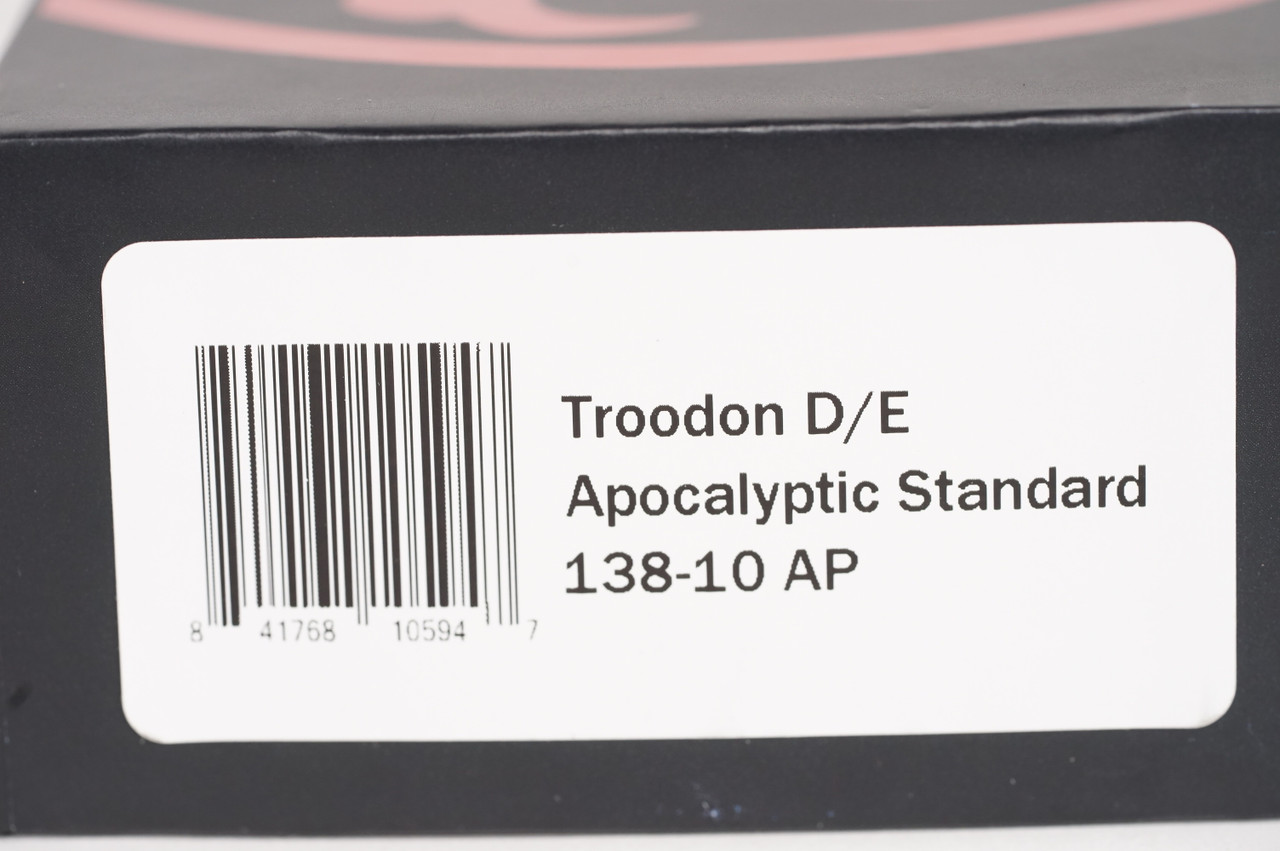 Troodon D/E
Apocalyptic Standard
138-10 AP
8 41768 10594 7